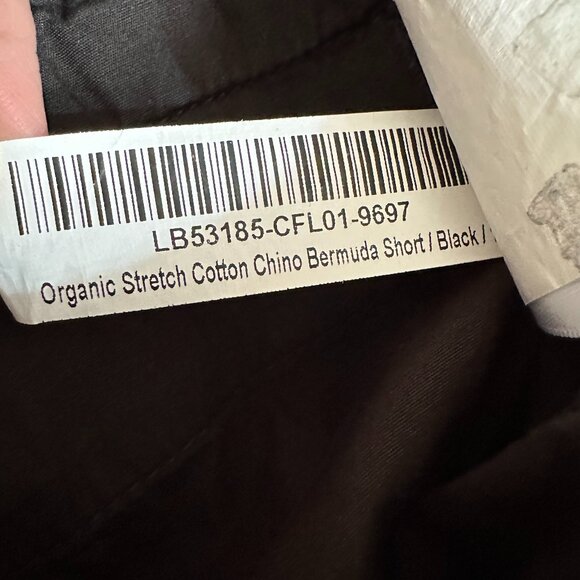 LB53185-CFL01-9697
Organic Stretch Cotton Chino Bermuda Short / Black /